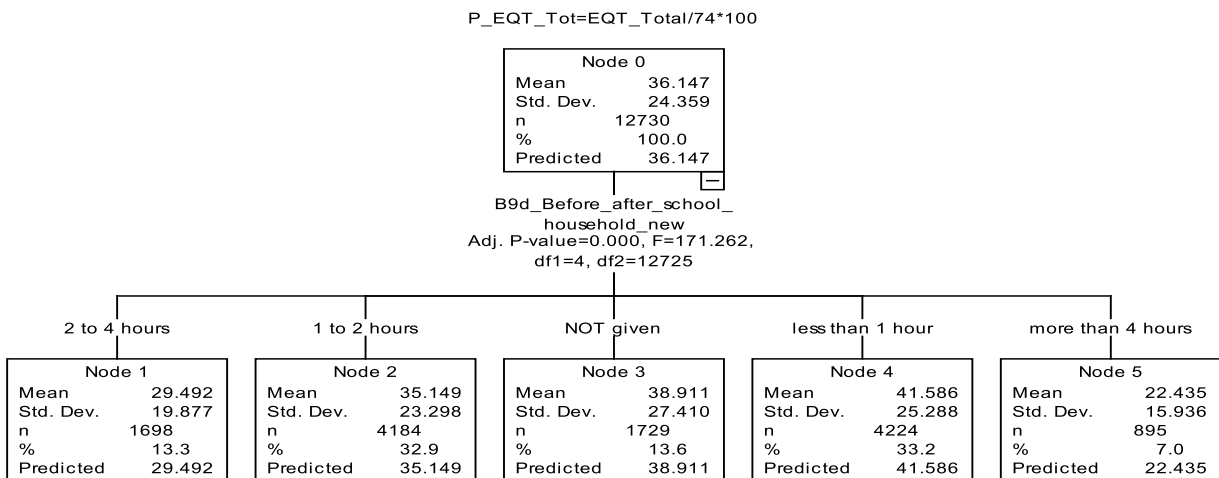 P_EQT_Tot=EQT_Total/74*100
Node 0
Mean 36.147
Std. Dev. 24.359
n 12730
% 100.0
Predicted 36.147
B9d_Before_after_school_
household_new
Adj. P-value=0.000, F=171.262,
df1=4, df2=12725
2 to 4 hours
Node 1
Mean 29.492
Std. Dev. 19.877
n 1698
% 13.3
Predicted 29.492
1 to 2 hours
Node 2
Mean 35.149
Std. Dev. 23.298
n 4184
% 32.9
Predicted 35.149
NOT given
Node 3
Mean 38.911
Std. Dev. 27.410
n 1729
% 13.6
Predicted 38.911
less than 1 hour
Node 4
Mean 41.586
Std. Dev. 25.288
n 4224
% 33.2
Predicted 41.586
more than 4 hours
Node 5
Mean 22.435
Std. Dev. 15.936
n 895
% 7.0
Predicted 22.435